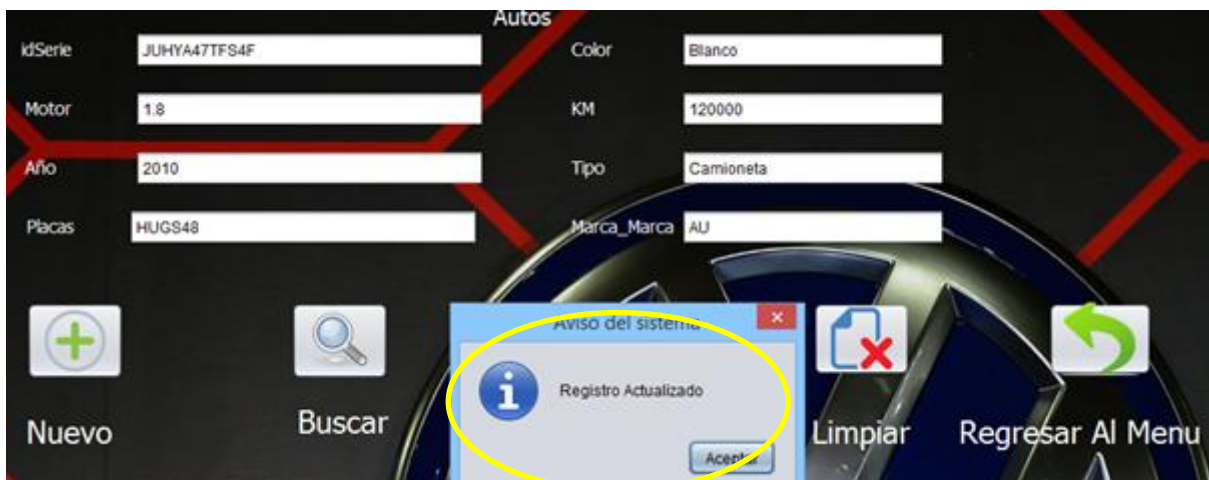 Autos
idSerie JUHYA47TFS4F Color Blanco
Motor 1.8 KM 120000
Año 2010 Tipo Camioneta
Placas HUGS48 Marca_Marca AU
Aviso del sistema
Registro Actualizado
Aceptar
Nuevo Buscar Limpiar Regresar Al Menu